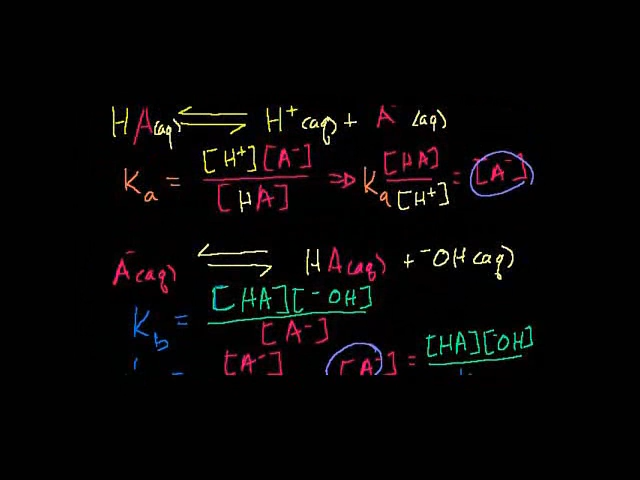 HA(aq) ⇌ H⁺(aq) + A⁻ (aq)
Ka = [H⁺][A⁻] / [HA] ⇒ Ka [HA] / [H⁺] = [A⁻]
A⁻(aq) ⇌ HA(aq) + ⁻OH(aq)
Kb = [HA][⁻OH] / [A⁻]
[A⁻] [A⁻] = [HA][⁻OH]